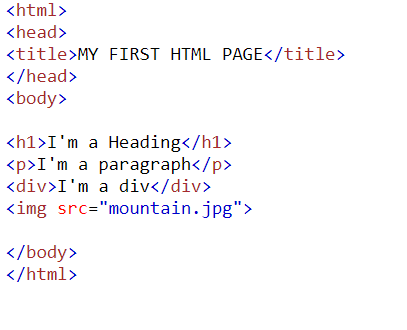 <html>
<head>
<title>MY FIRST HTML PAGE</title>
</head>
<body>
<h1>I'm a Heading</h1>
<p>I'm a paragraph</p>
<div>I'm a div</div>
<img src="mountain.jpg">
</body>
</html>